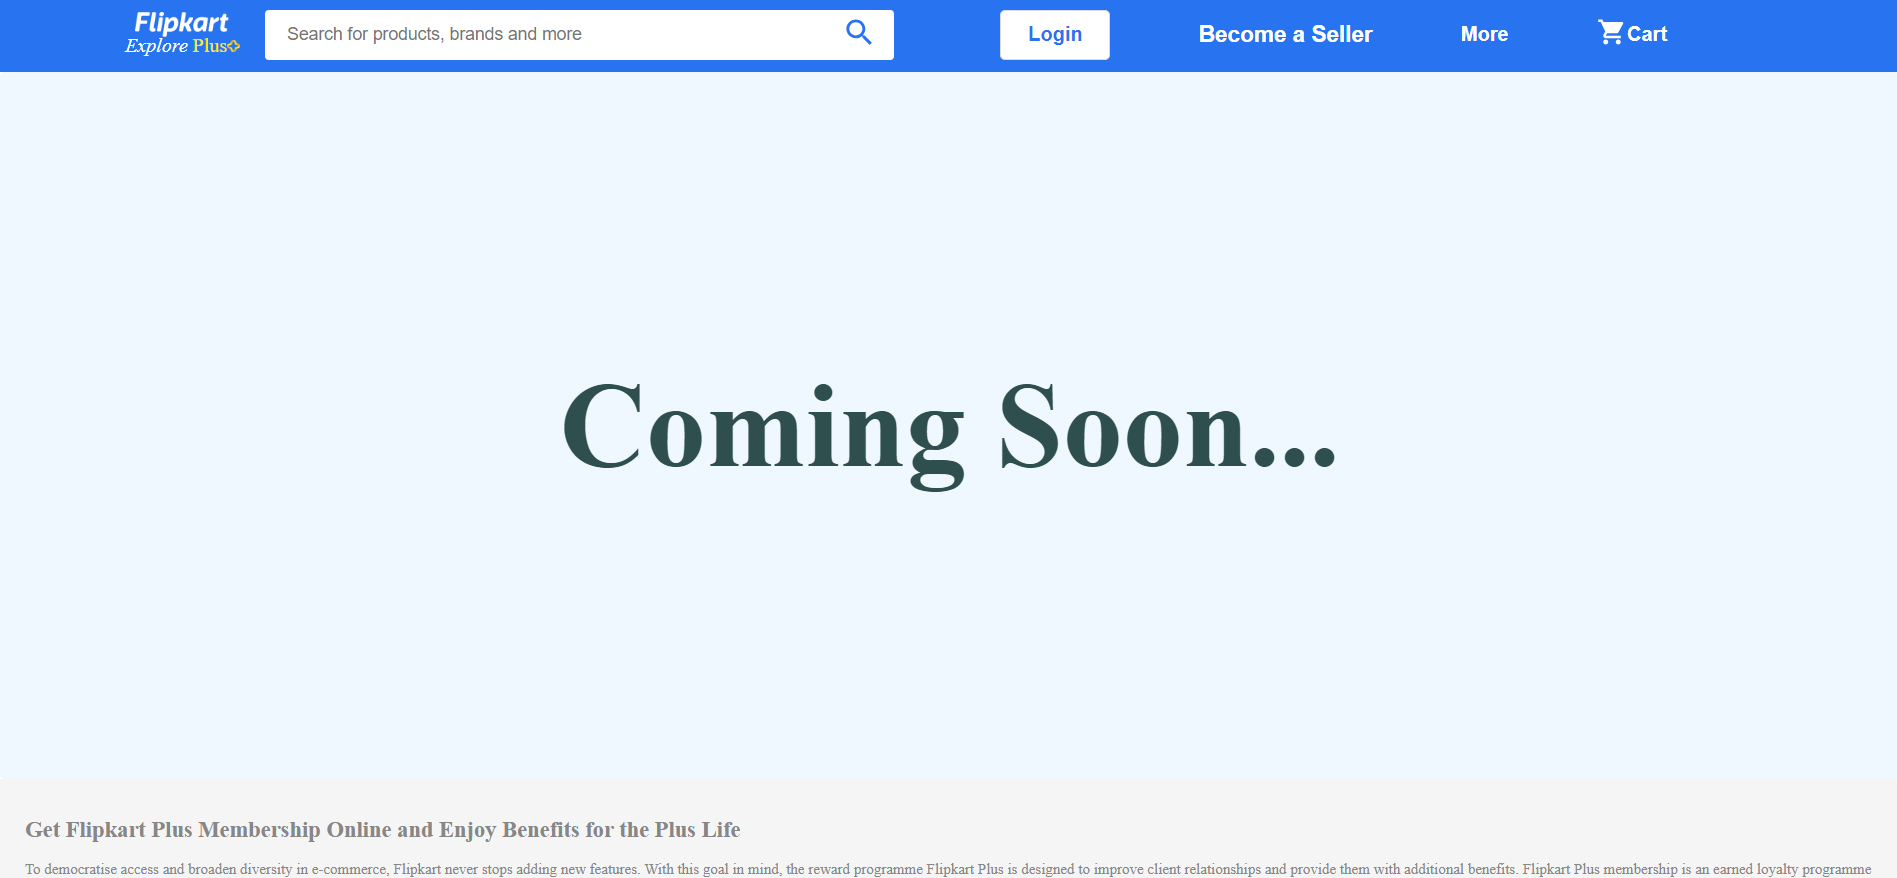 Flipkart
Explore Plus
Search for products, brands and more
Login
Become a Seller
More
Cart
Coming Soon...
Get Flipkart Plus Membership Online and Enjoy Benefits for the Plus Life
To democratise access and broaden diversity in e-commerce, Flipkart never stops adding new features. With this goal in mind, the reward programme Flipkart Plus is designed to improve client relationships and provide them with additional benefits. Flipkart Plus membership is an earned loyalty programme